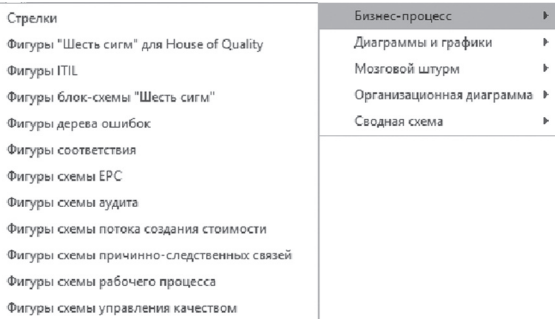 Стрелки
Фигуры "Шесть сигм" для House of Quality
Фигуры ITIL
Фигуры блок-схемы "Шесть сигм"
Фигуры дерева ошибок
Фигуры соответствия
Фигуры схемы EPC
Фигуры схемы аудита
Фигуры схемы потока создания стоимости
Фигуры схемы причинно-следственных связей
Фигуры схемы рабочего процесса
Фигуры схемы управления качеством
Бизнес-процесс
Диаграммы и графики
Мозговой штурм
Организационная диаграмма
Сводная схема